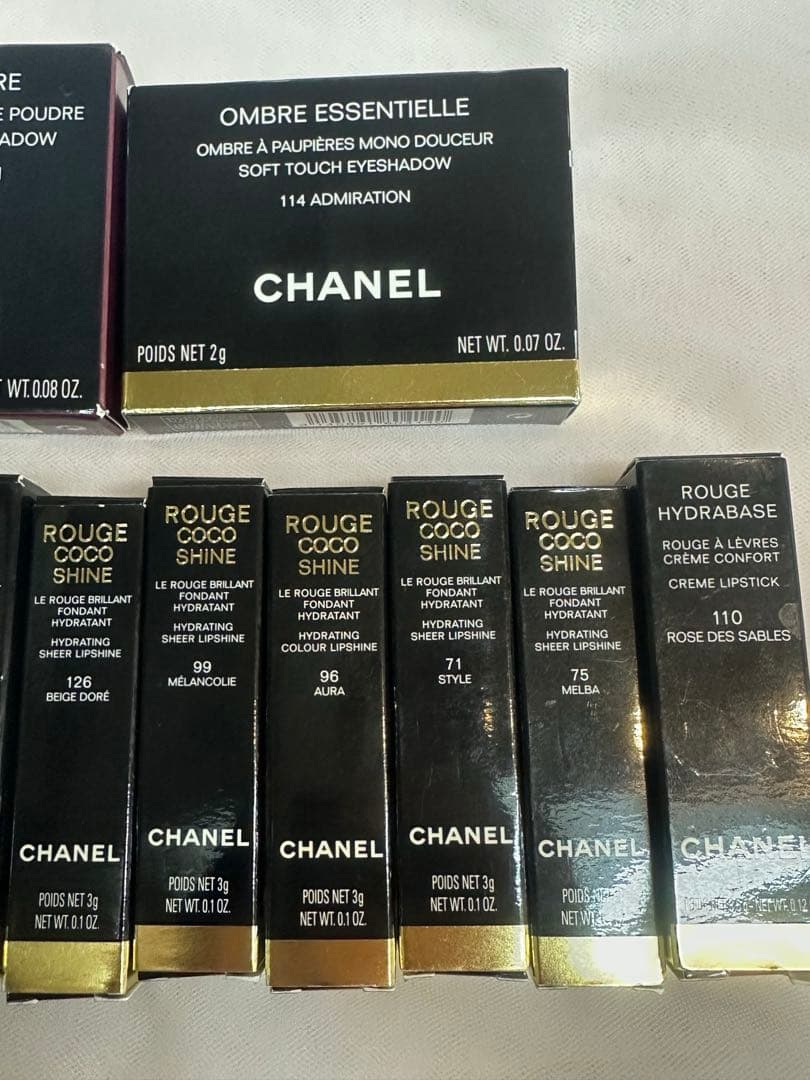 RE
E POUDRE
ADOW
WT. 0.08 OZ.
OMBRE ESSENTIELLE
OMBRE À PAUPIÈRES MONO DOUCEUR
SOFT TOUCH EYESHADOW
114 ADMIRATION
CHANEL
POIDS NET 2g
NET WT. 0.07 OZ.
ROUGE
COCO
SHINE
LE ROUGE BRILLANT
FONDANT
HYDRATANT
HYDRATING
SHEER LIPSHINE
126
BEIGE DORÉ
CHANEL
POIDS NET 3g
NET WT. 0.1 OZ.
ROUGE
COCO
SHINE
LE ROUGE BRILLANT
FONDANT
HYDRATANT
HYDRATING
SHEER LIPSHINE
99
MÉLANCOLIE
CHANEL
POIDS NET 3g
NET WT. 0.1 OZ.
ROUGE
COCO
SHINE
LE ROUGE BRILLANT
FONDANT
HYDRATANT
HYDRATING
COLOUR LIPSHINE
96
AURA
CHANEL
POIDS NET 3g
NET WT. 0.1 OZ.
ROUGE
COCO
SHINE
LE ROUGE BRILLANT
FONDANT
HYDRATANT
HYDRATING
SHEER LIPSHINE
71
STYLE
CHANEL
POIDS NET 3g
NET WT. 0.1 OZ.
ROUGE
COCO
SHINE
LE ROUGE BRILLANT
FONDANT
HYDRATANT
HYDRATING
SHEER LIPSHINE
75
MELBA
CHANEL
POIDS
NET
ROUGE
HYDRABASE
ROUGE À LÈVRES
CRÈME CONFORT
CREME LIPSTICK
110
ROSE DES SABLES
CHANEL
NET WT. 0.12